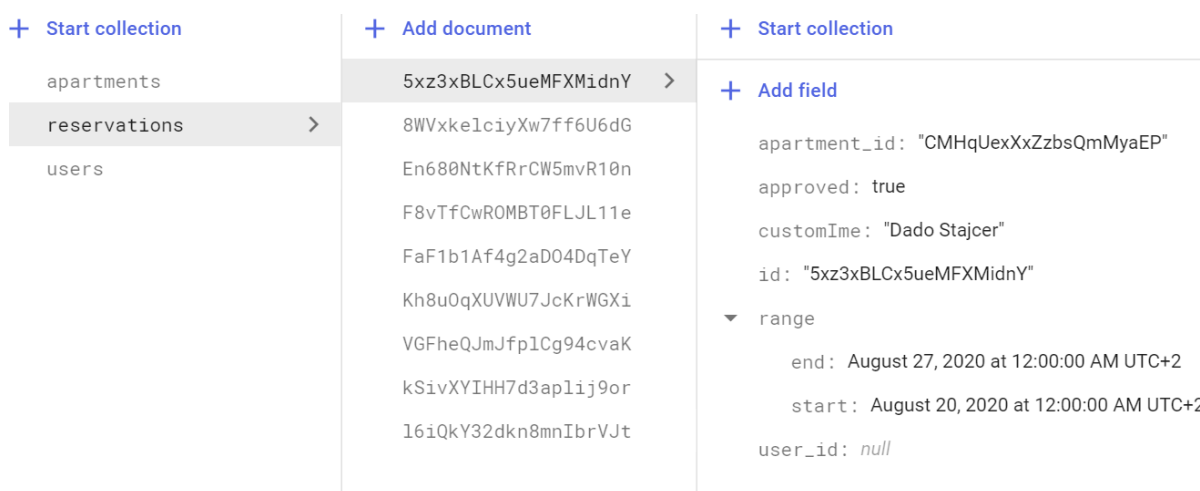 Start collection
apartments
reservations
users
Add document
5xz3xBLCx5ueMFXMidnY
8WVxkelciyXw7ff6U6dG
En680NtKfRrCW5mvR10n
F8vTfCwROMBT0FLJL11e
FaF1b1Af4g2aDO4DqTeY
Kh8uOqXUVWU7JcKrWGXi
VGFheQJmJfplCg94cvaK
kSivXYIHH7d3aplij9or
l6iQkY32dkn8mnIbrVJt
Start collection
Add field
apartment_id: "CMHqUexXxZzbsQmMyaEP"
approved: true
customIme: "Dado Stajcer"
id: "5xz3xBLCx5ueMFXMidnY"
range
end: August 27, 2020 at 12:00:00 AM UTC+2
start: August 20, 2020 at 12:00:00 AM UTC+2
user_id: null